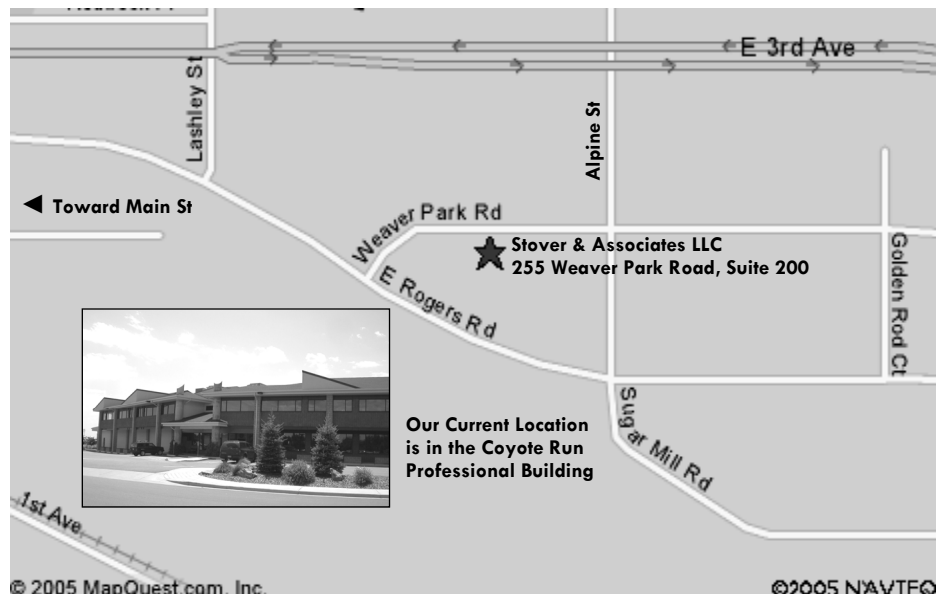 E 3rd Ave
Lashley St
Alpine St
Toward Main St
Weaver Park Rd
Stover & Associates LLC
255 Weaver Park Road, Suite 200
E Rogers Rd
Golden Rod Ct
Our Current Location
is in the Coyote Run
Professional Building
Sugar Mill Rd
1st Ave
© 2005 MapQuest.com, Inc.
©2005 NAVTEQ